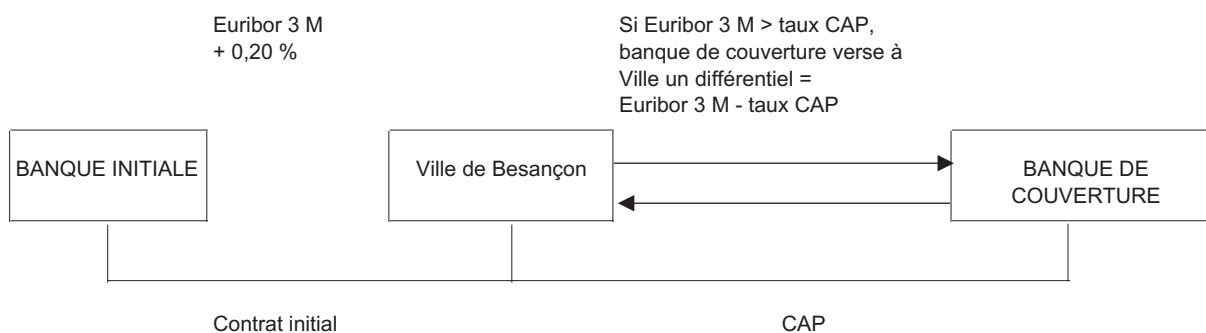 Euribor 3 M
+ 0,20 %
Si Euribor 3 M > taux CAP,
banque de couverture verse à
Ville un différentiel =
Euribor 3 M - taux CAP
BANQUE INITIALE
Ville de Besançon
BANQUE DE
COUVERTURE
Contrat initial
CAP